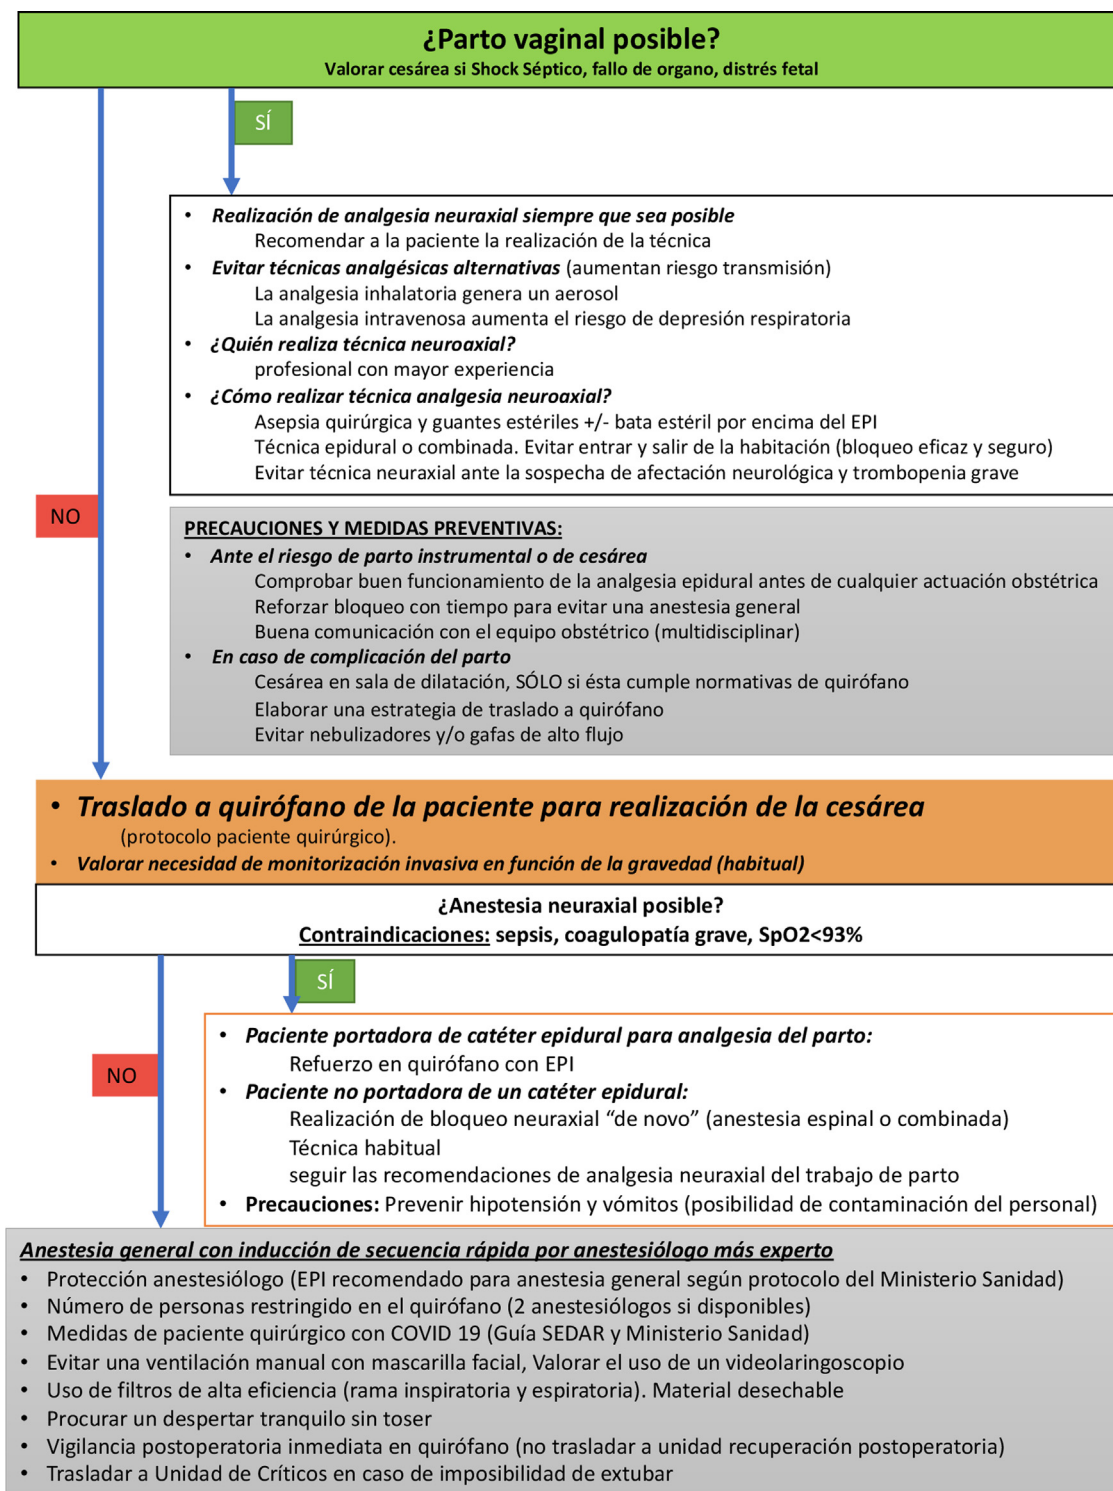 ¿Parto vaginal posible?
Valorar cesárea si Shock Séptico, fallo de organo, distrés fetal
SÍ
• Realización de analgesia neuraxial siempre que sea posible
Recomendar a la paciente la realización de la técnica
• Evitar técnicas analgésicas alternativas (aumentan riesgo transmisión)
La analgesia inhalatoria genera un aerosol
La analgesia intravenosa aumenta el riesgo de depresión respiratoria
• ¿Quién realiza técnica neuroaxial?
profesional con mayor experiencia
• ¿Cómo realizar técnica analgesia neuroaxial?
Asepsia quirúrgica y guantes estériles +/- bata estéril por encima del EPI
Técnica epidural o combinada. Evitar entrar y salir de la habitación (bloqueo eficaz y seguro)
Evitar técnica neuraxial ante la sospecha de afectación neurológica y trombopenia grave
NO
PRECAUCIONES Y MEDIDAS PREVENTIVAS:
• Ante el riesgo de parto instrumental o de cesárea
Comprobar buen funcionamiento de la analgesia epidural antes de cualquier actuación obstétrica
Reforzar bloqueo con tiempo para evitar una anestesia general
Buena comunicación con el equipo obstétrico (multidisciplinar)
• En caso de complicación del parto
Cesárea en sala de dilatación, SÓLO si ésta cumple normativas de quirófano
Elaborar una estrategia de traslado a quirófano
Evitar nebulizadores y/o gafas de alto flujo
• Traslado a quirófano de la paciente para realización de la cesárea
(protocolo paciente quirúrgico).
• Valorar necesidad de monitorización invasiva en función de la gravedad (habitual)
¿Anestesia neuraxial posible?
Contraindicaciones: sepsis, coagulopatía grave, SpO2<93%
SÍ
• Paciente portadora de catéter epidural para analgesia del parto:
Refuerzo en quirófano con EPI
• Paciente no portadora de un catéter epidural:
Realización de bloqueo neuraxial “de novo” (anestesia espinal o combinada)
Técnica habitual
seguir las recomendaciones de analgesia neuraxial del trabajo de parto
• Precauciones: Prevenir hipotensión y vómitos (posibilidad de contaminación del personal)
NO
Anestesia general con inducción de secuencia rápida por anestesiólogo más experto
• Protección anestesiólogo (EPI recomendado para anestesia general según protocolo del Ministerio Sanidad)
• Número de personas restringido en el quirófano (2 anestesiólogos si disponibles)
• Medidas de paciente quirúrgico con COVID 19 (Guía SEDAR y Ministerio Sanidad)
• Evitar una ventilación manual con mascarilla facial, Valorar el uso de un videolaringoscopio
• Uso de filtros de alta eficiencia (rama inspiratoria y espiratoria). Material desechable
• Procurar un despertar tranquilo sin toser
• Vigilancia postoperatoria inmediata en quirófano (no trasladar a unidad recuperación postoperatoria)
• Trasladar a Unidad de Críticos en caso de imposibilidad de extubar